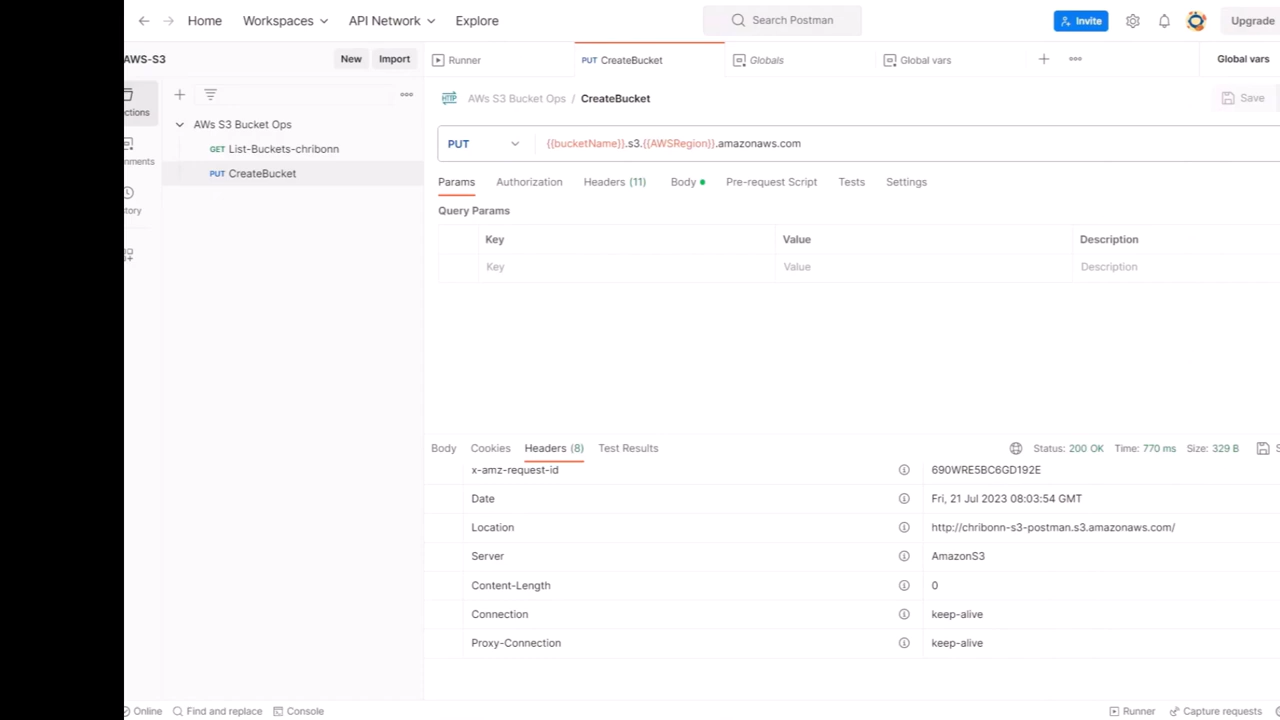 Home Workspaces API Network Explore Search Postman Invite Upgrade
AWS-S3 New Import Runner PUT CreateBucket Globals Global vars Global vars
ctions
AWs S3 Bucket Ops / CreateBucket Save
AWs S3 Bucket Ops
GET List-Buckets-chribonn
PUT CreateBucket
nments
tory
PUT {{bucketName}}.s3.{{AWSRegion}}.amazonaws.com
Params Authorization Headers (11) Body Pre-request Script Tests Settings
Query Params
Key Value Description
Key Value Description
Body Cookies Headers (8) Test Results Status: 200 OK Time: 770 ms Size: 329 B S
x-amz-request-id 690WRE5BC6GD192E
Date Fri, 21 Jul 2023 08:03:54 GMT
Location http://chribonn-s3-postman.s3.amazonaws.com/
Server AmazonS3
Content-Length 0
Connection keep-alive
Proxy-Connection keep-alive
Online Find and replace Console Runner Capture requests